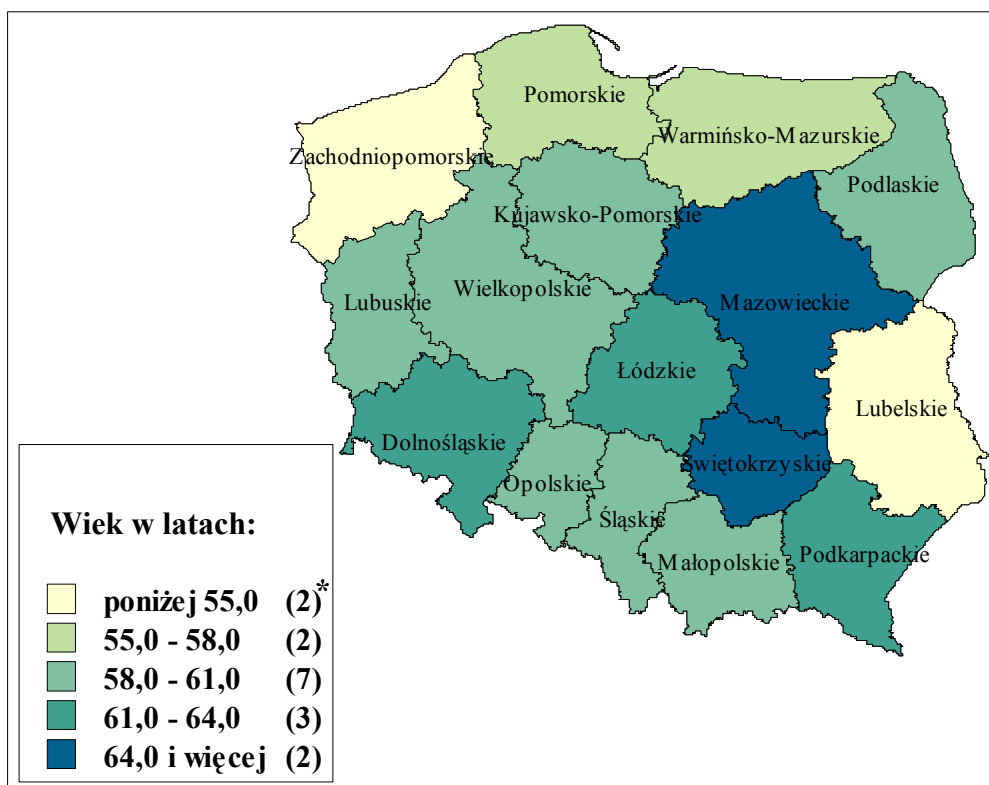 Pomorskie
Warmińsko-Mazurskie
Zachodniopomorskie
Podlaskie
Kujawsko-Pomorskie
Wielkopolskie
Lubuskie
Mazowieckie
Łódzkie
Lubelskie
Dolnośląskie
Świętokrzyskie
Opolskie
Śląskie
Małopolskie
Podkarpackie
Wiek w latach:
poniżej 55,0 (2)*
55,0 - 58,0 (2)
58,0 - 61,0 (7)
61,0 - 64,0 (3)
64,0 i więcej (2)